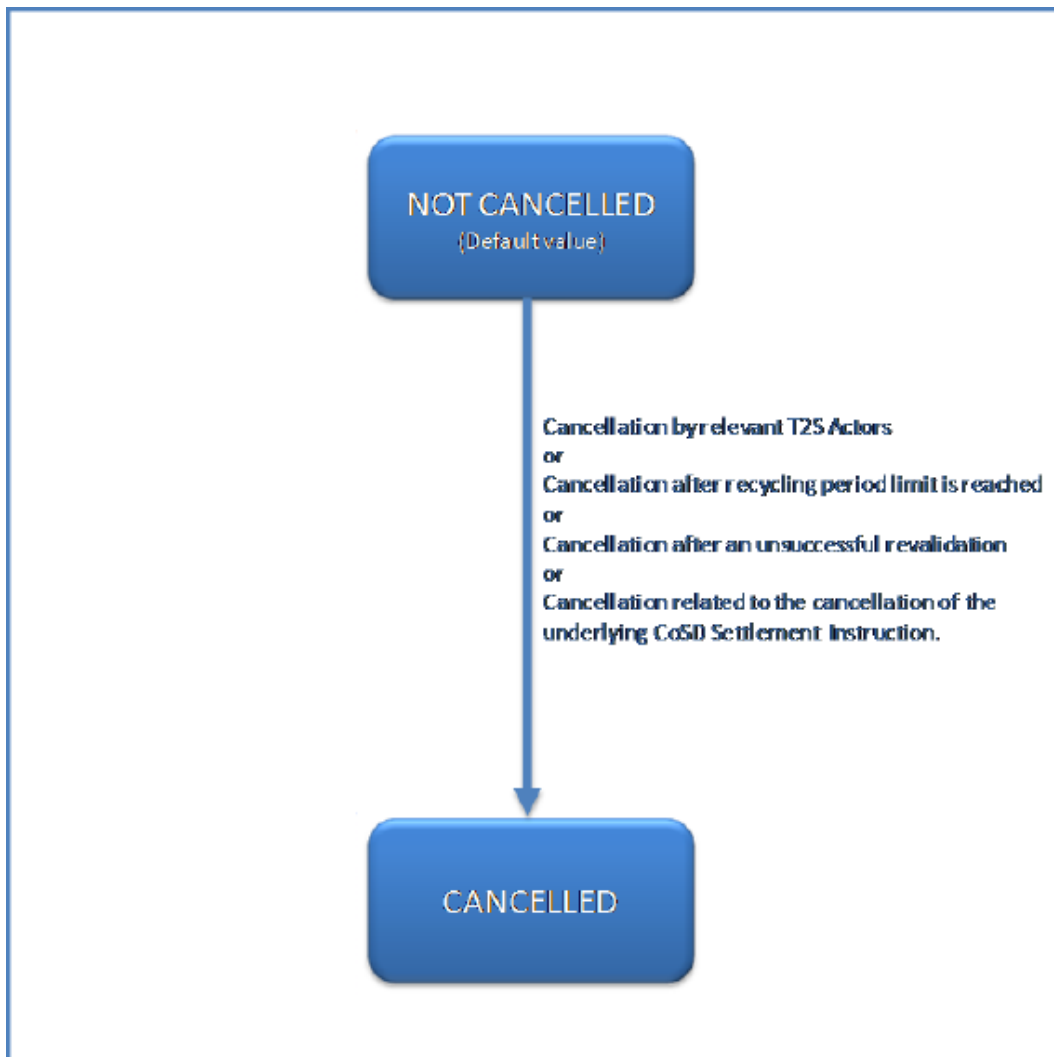 NOT CANCELLED
(Default value)
Cancellation by relevant T2S Actors
or
Cancellation after recycling period limit is reached
or
Cancellation after an unsuccessful revalidation
or
Cancellation related to the cancellation of the
underlying CoSD Settlement Instruction.
CANCELLED